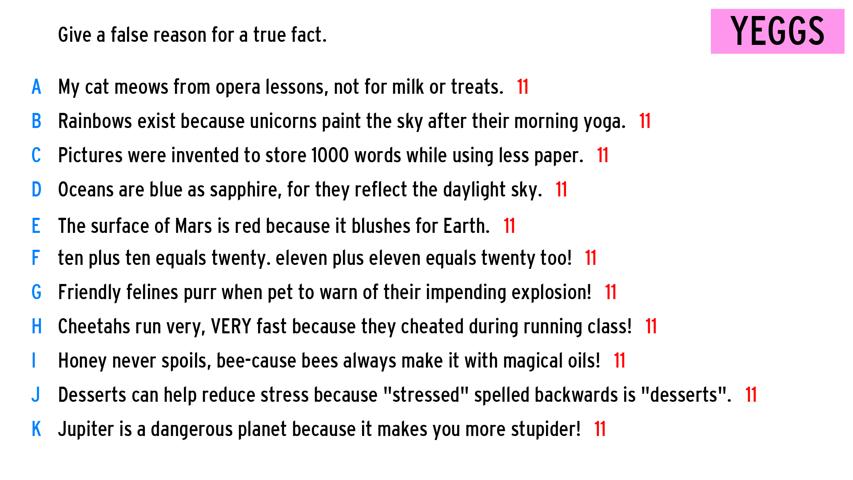 Give a false reason for a true fact.
YEGGS
A My cat meows from opera lessons, not for milk or treats. 11
B Rainbows exist because unicorns paint the sky after their morning yoga. 11
C Pictures were invented to store 1000 words while using less paper. 11
D Oceans are blue as sapphire, for they reflect the daylight sky. 11
E The surface of Mars is red because it blushes for Earth. 11
F ten plus ten equals twenty. eleven plus eleven equals twenty too! 11
G Friendly felines purr when pet to warn of their impending explosion! 11
H Cheetahs run very, VERY fast because they cheated during running class! 11
I Honey never spoils, bee-cause bees always make it with magical oils! 11
J Desserts can help reduce stress because "stressed" spelled backwards is "desserts". 11
K Jupiter is a dangerous planet because it makes you more stupider! 11